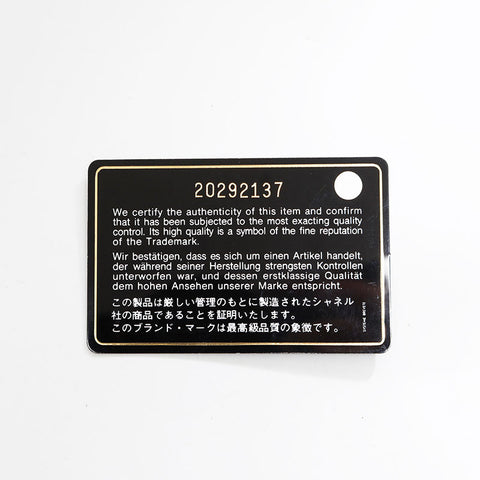 20292137
We certify the authenticity of this item and confirm
that it has been subjected to the most exacting quality
control. Its high quality is a symbol of the fine reputation
of the Trademark.
Wir bestätigen, dass es sich um einen Artikel handelt,
der während seiner Herstellung strengsten Kontrollen
unterworfen war, und dessen erstklassige Qualität
dem hohen Ansehen unserer Marke entspricht.
この製品は厳しい管理のもとに製造されたシャネル
社の商品であることを証明いたします。
このブランド・マークは最高級品質の象徴です。